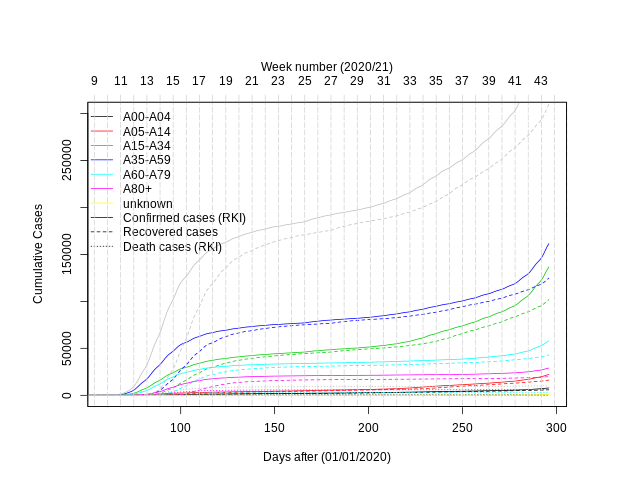 Week number (2020/21)
9 11 13 15 17 19 21 23 25 27 29 31 33 35 37 39 41 43
A00-A04
A05-A14
A15-A34
A35-A59
A60-A79
A80+
unknown
Confirmed cases (RKI)
Recovered cases
Death cases (RKI)
Cumulative Cases
250000
150000
50000
0
100 150 200 250 300
Days after (01/01/2020)